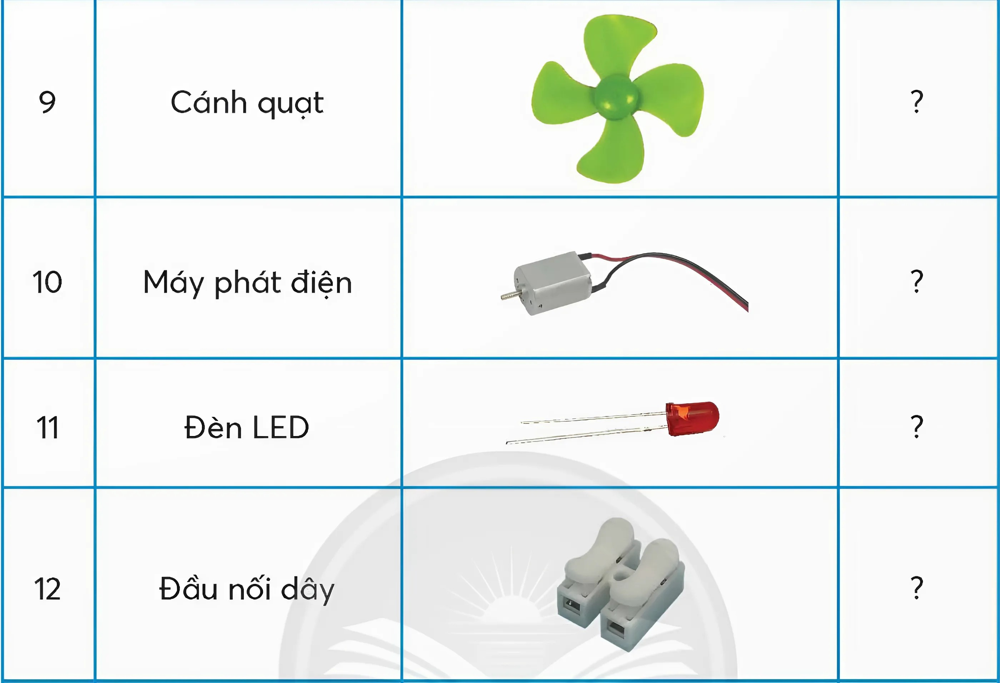 9 Cánh quạt ?
10 Máy phát điện ?
11 Đèn LED ?
12 Đầu nối dây ?